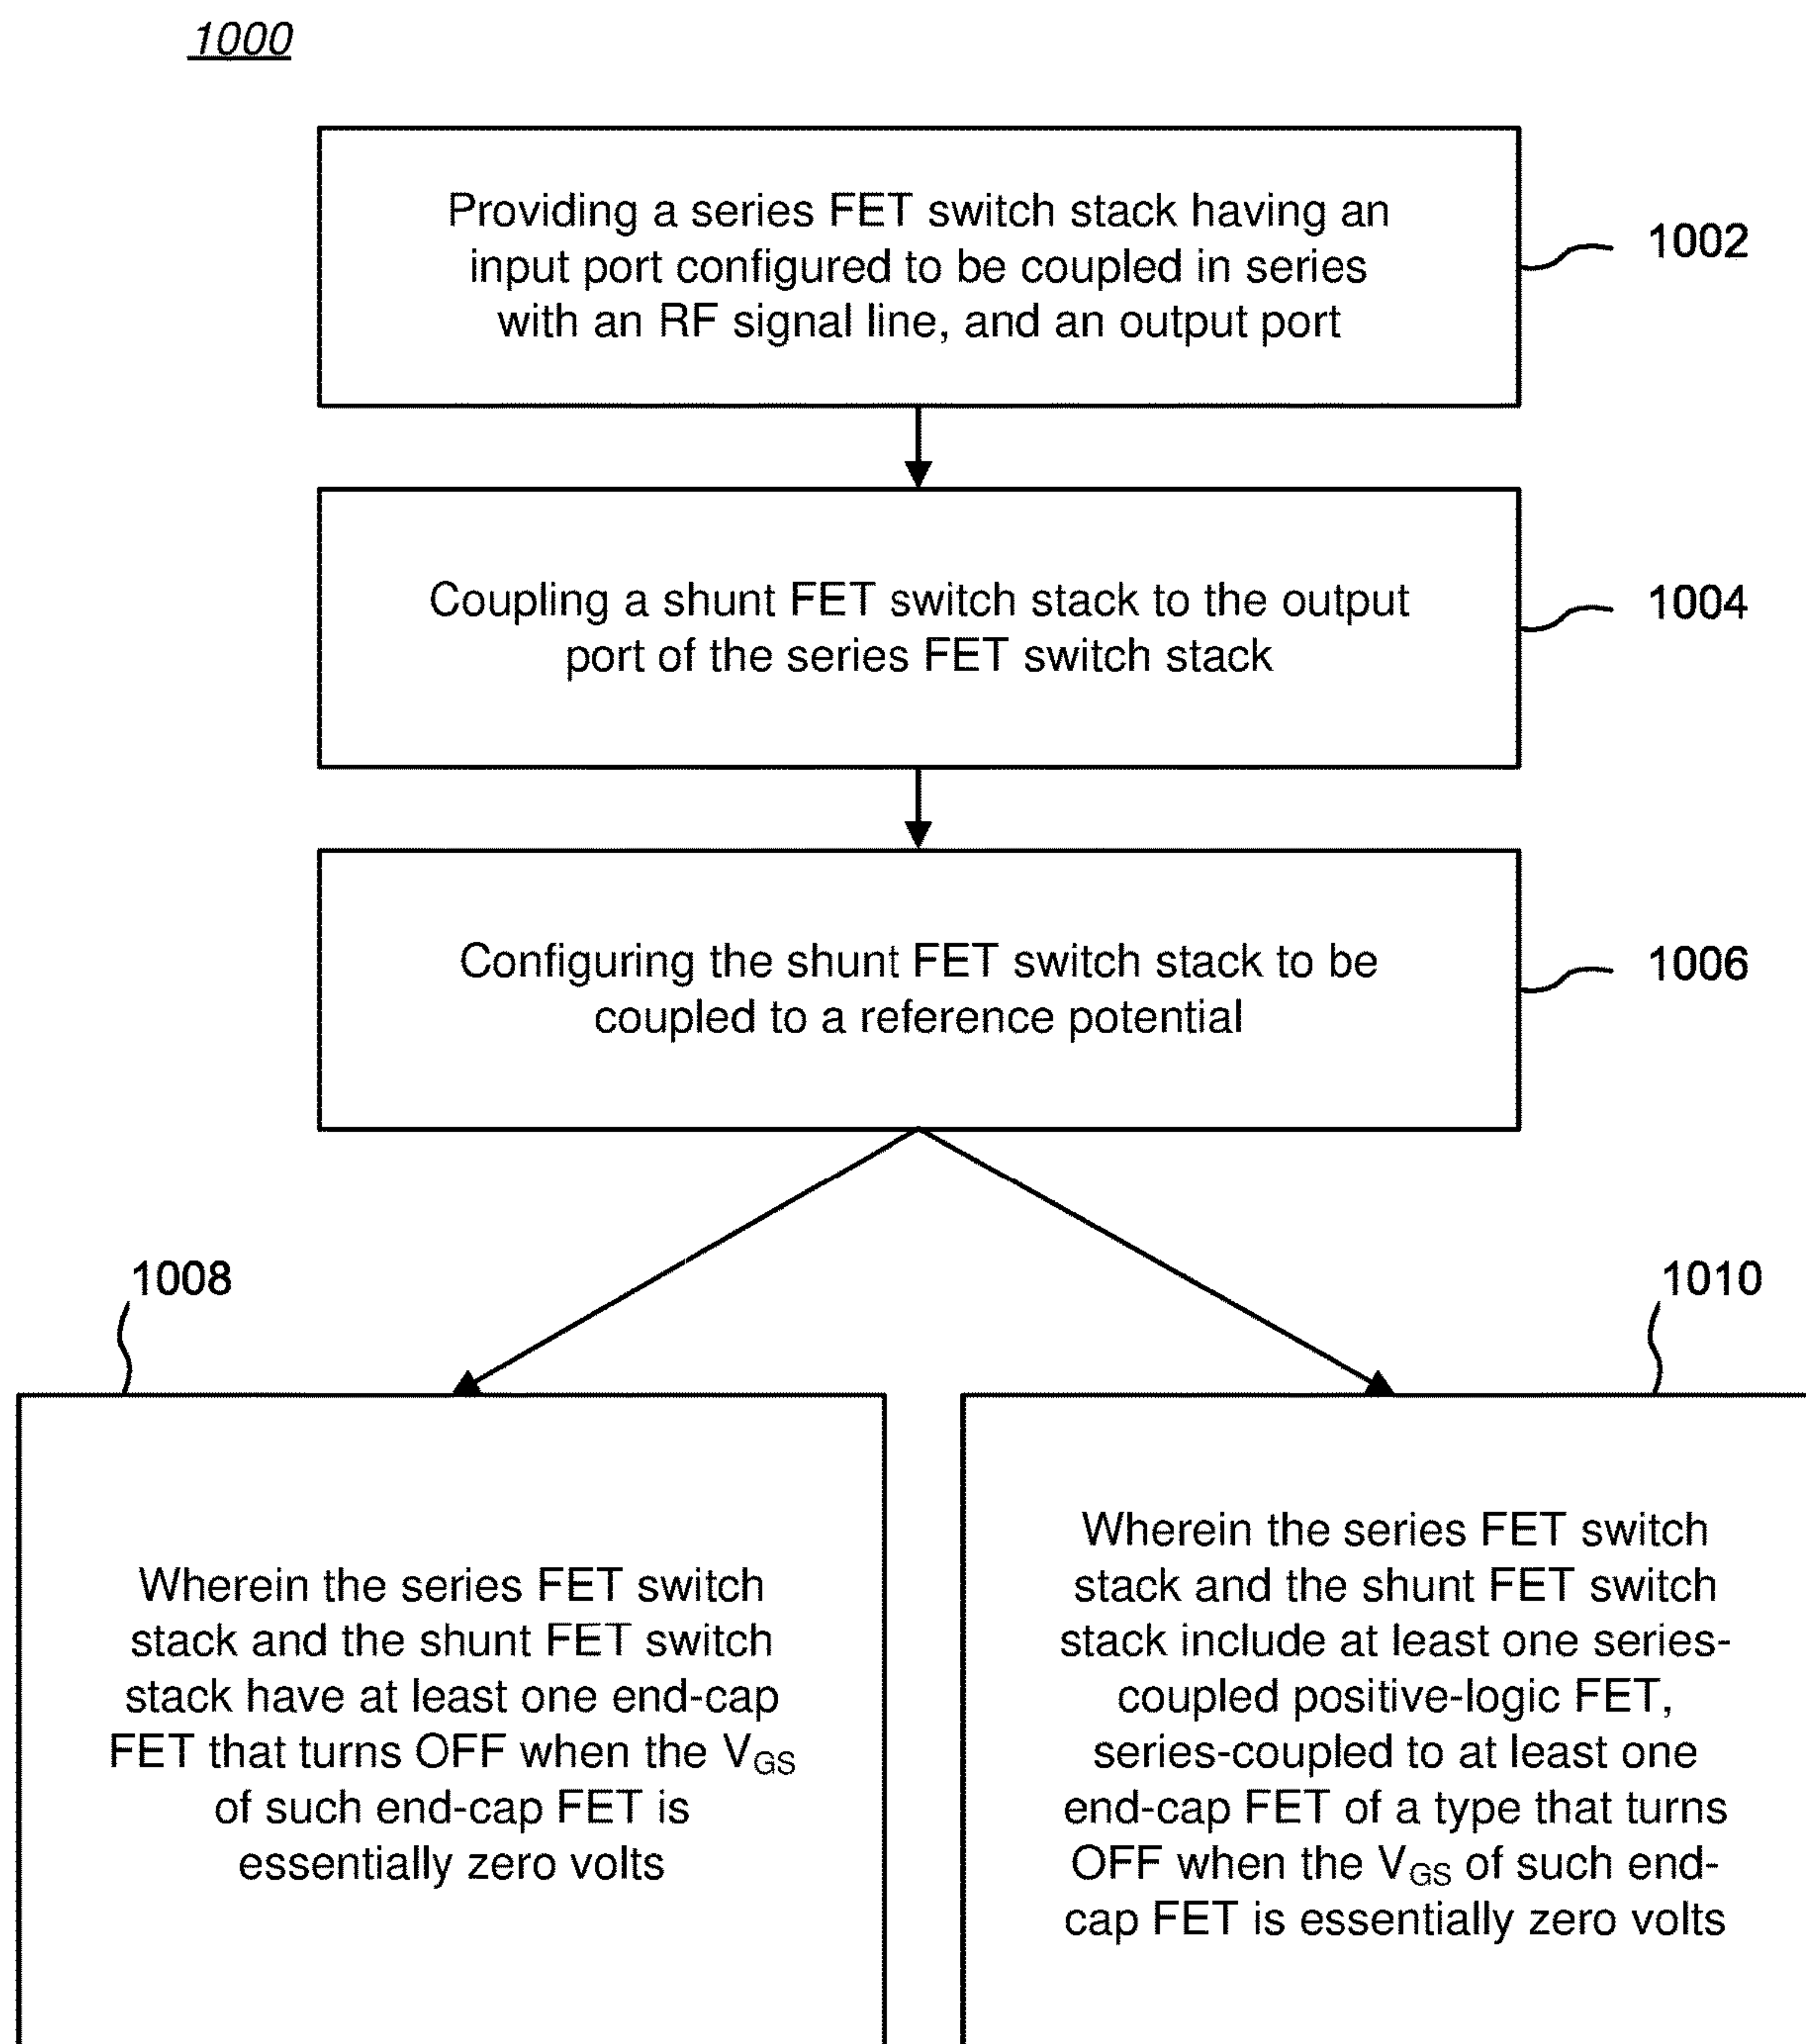 1000
Providing a series FET switch stack having an
input port configured to be coupled in series
with an RF signal line, and an output port
1002
Coupling a shunt FET switch stack to the output
port of the series FET switch stack
1004
Configuring the shunt FET switch stack to be
coupled to a reference potential
1006
1008
Wherein the series FET switch
stack and the shunt FET switch
stack have at least one end-cap
FET that turns OFF when the VGS
of such end-cap FET is
essentially zero volts
1010
Wherein the series FET switch
stack and the shunt FET switch
stack include at least one series-
coupled positive-logic FET,
series-coupled to at least one
end-cap FET of a type that turns
OFF when the VGS of such end-
cap FET is essentially zero volts